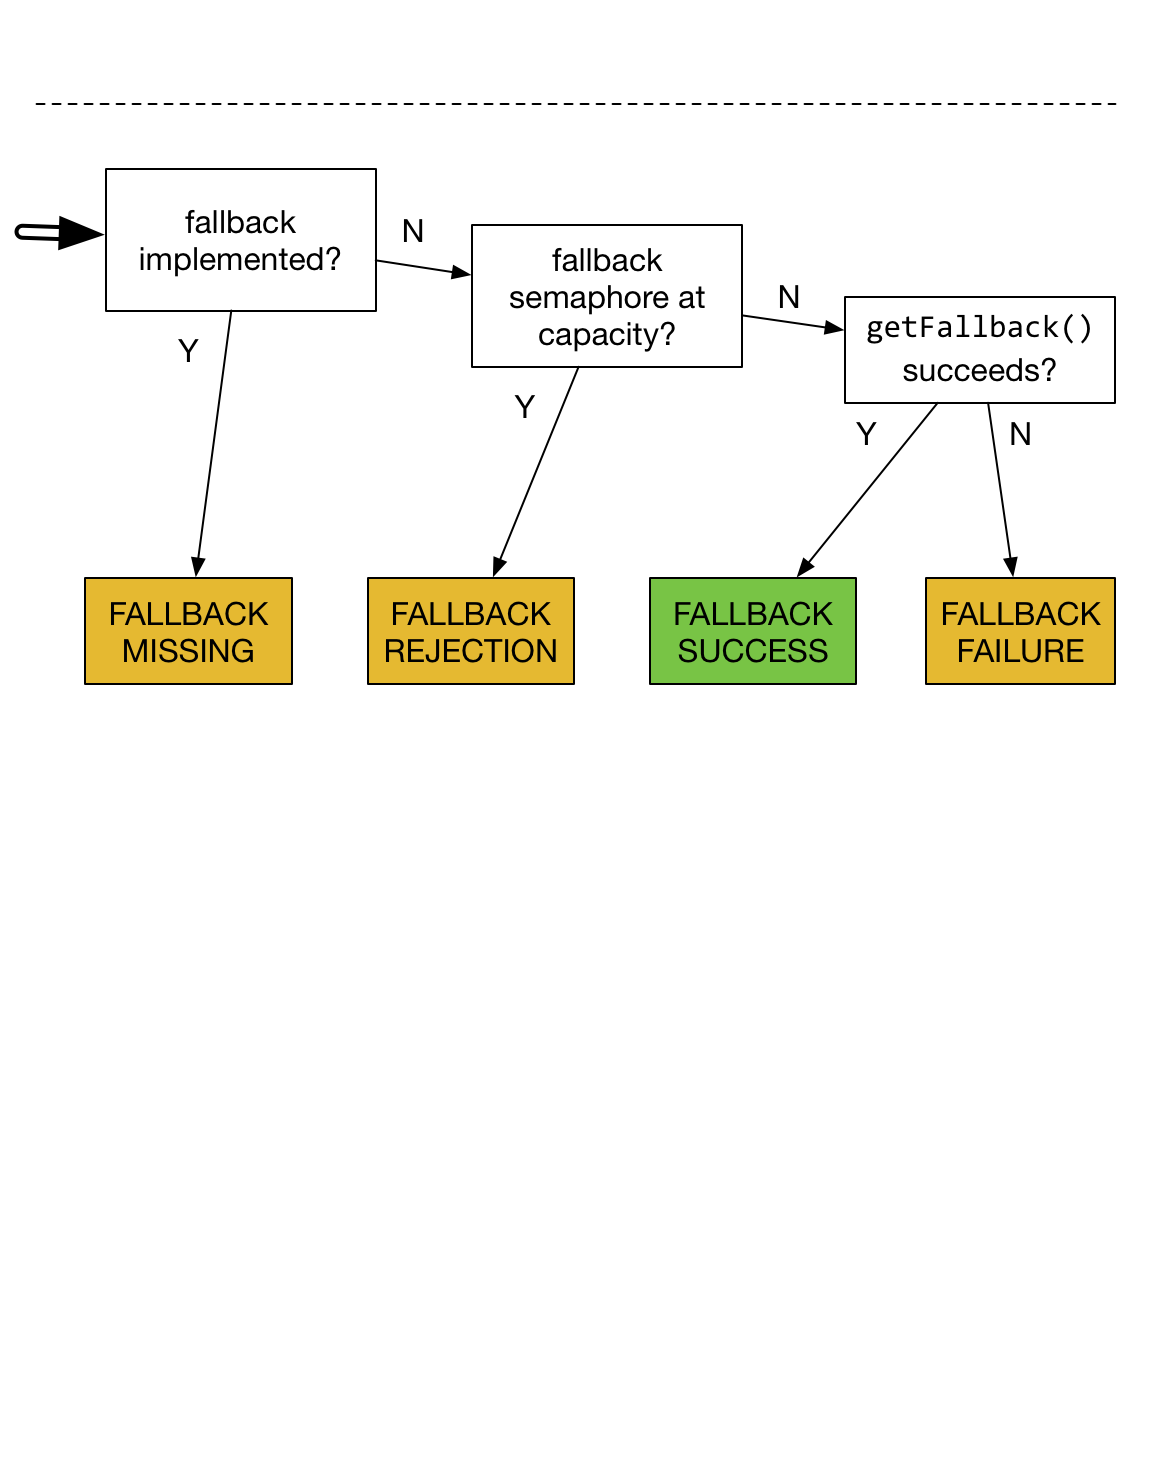 fallback
implemented?
N
Y
fallback
semaphore at
capacity?
N
Y
getFallback()
succeeds?
Y
N
FALLBACK
MISSING
FALLBACK
REJECTION
FALLBACK
SUCCESS
FALLBACK
FAILURE